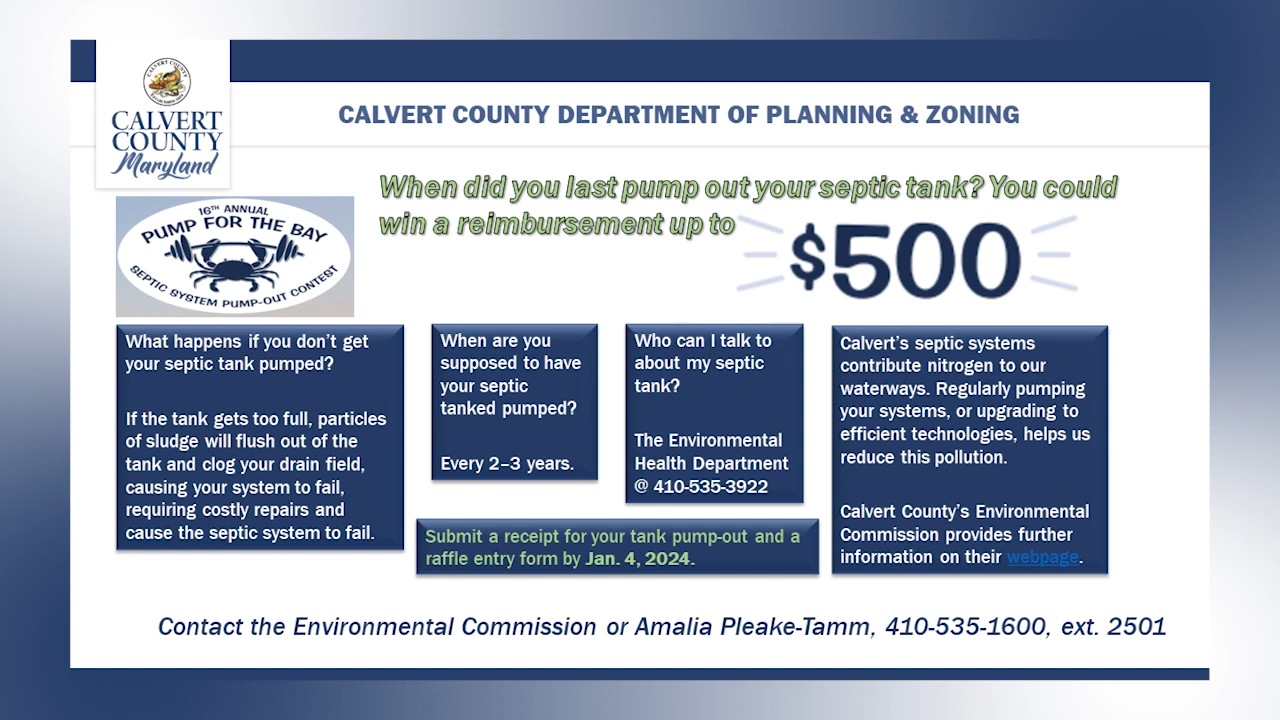 CALVERT COUNTY
ESTABLISHED 1654
CALVERT
COUNTY
Maryland
CALVERT COUNTY DEPARTMENT OF PLANNING & ZONING
When did you last pump out your septic tank? You could
win a reimbursement up to
$500
16TH ANNUAL
PUMP FOR THE BAY
SEPTIC SYSTEM PUMP-OUT CONTEST
What happens if you don’t get
your septic tank pumped?
If the tank gets too full, particles
of sludge will flush out of the
tank and clog your drain field,
causing your system to fail,
requiring costly repairs and
cause the septic system to fail.
When are you
supposed to have
your septic
tanked pumped?
Every 2–3 years.
Who can I talk to
about my septic
tank?
The Environmental
Health Department
@ 410-535-3922
Calvert’s septic systems
contribute nitrogen to our
waterways. Regularly pumping
your systems, or upgrading to
efficient technologies, helps us
reduce this pollution.
Calvert County’s Environmental
Commission provides further
information on their webpage.
Submit a receipt for your tank pump-out and a
raffle entry form by Jan. 4, 2024.
Contact the Environmental Commission or Amalia Pleake-Tamm, 410-535-1600, ext. 2501